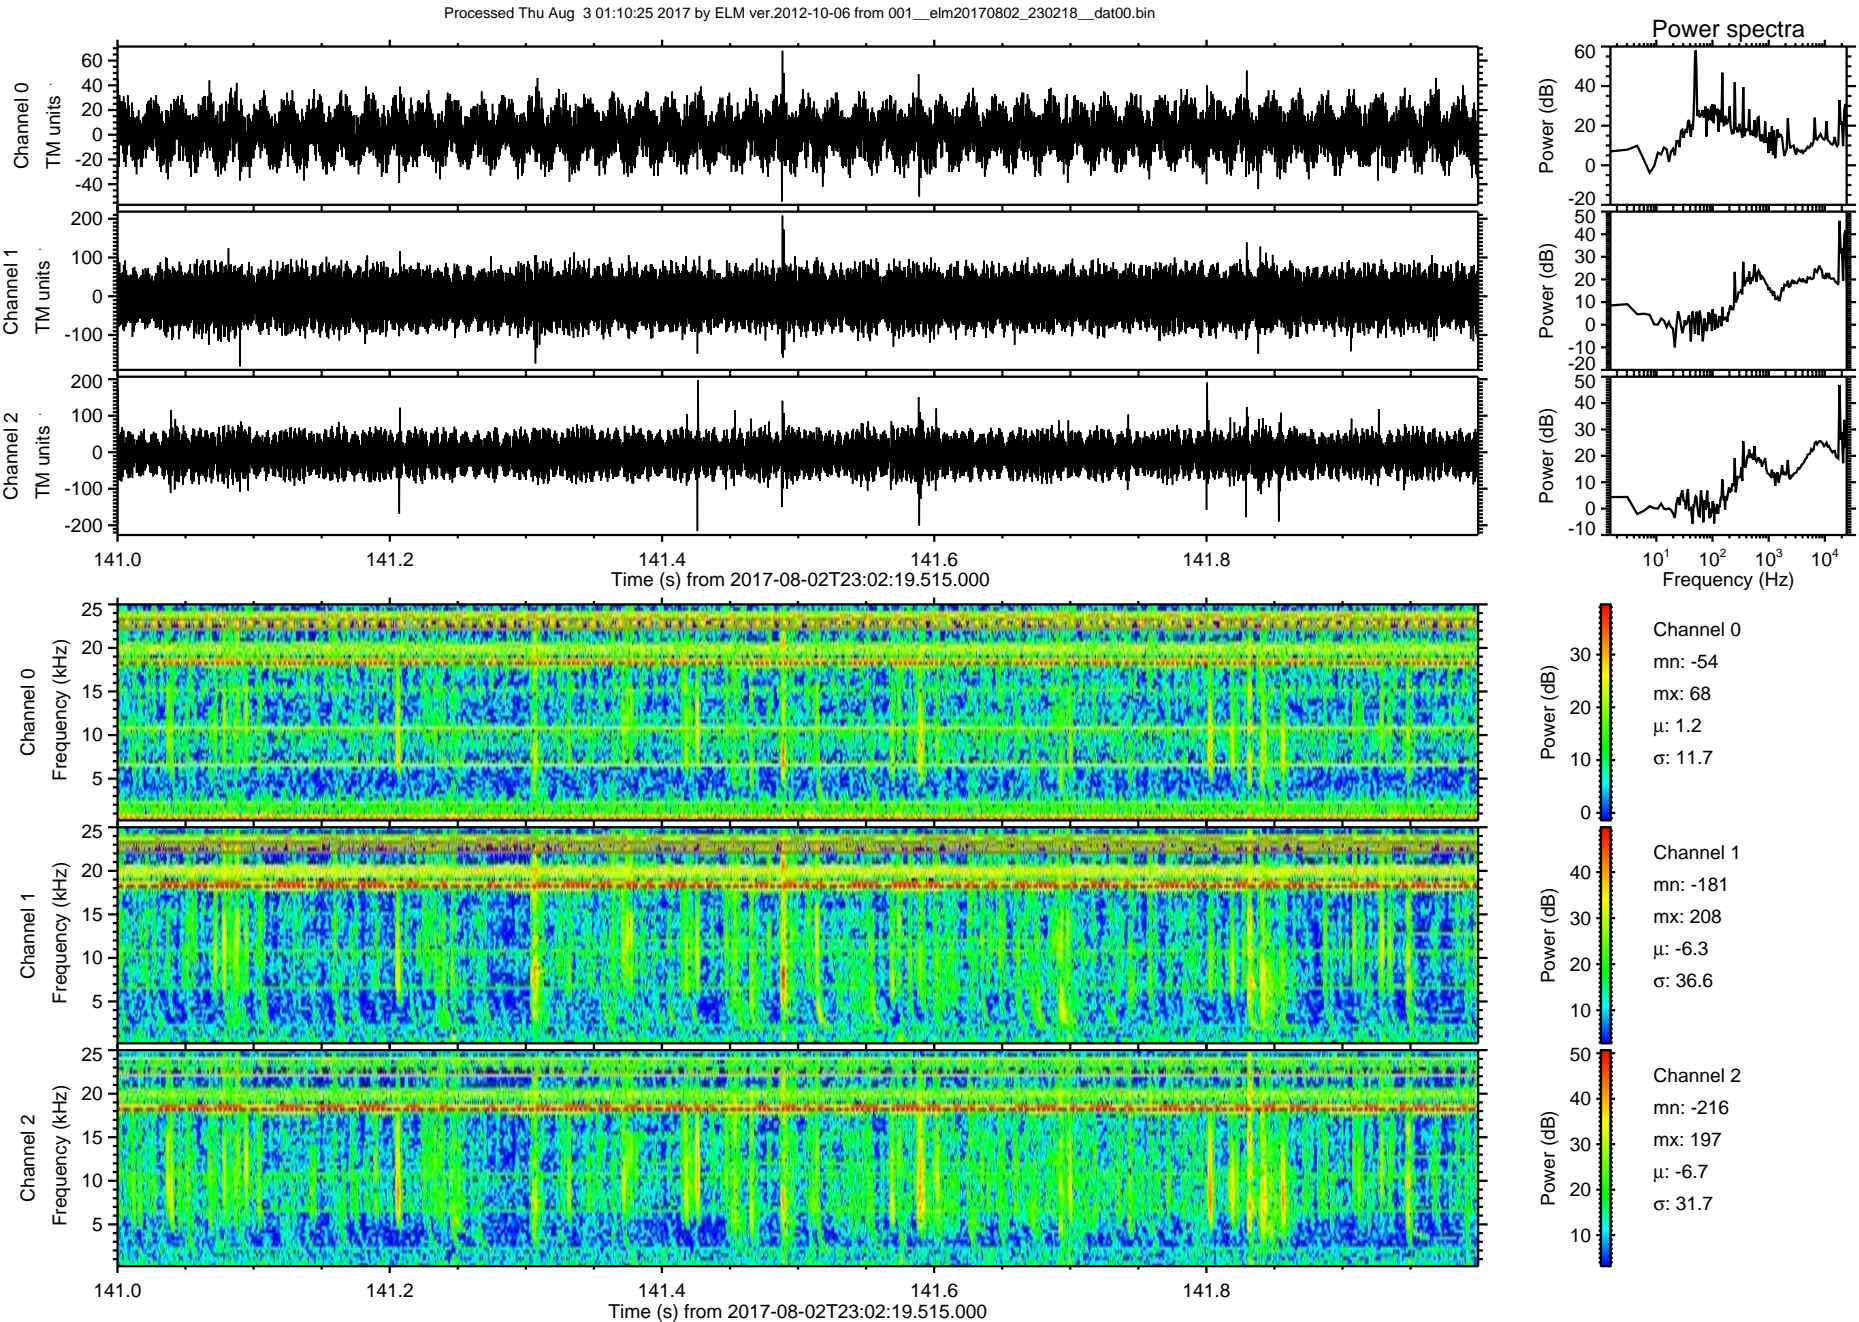 Processed Thu Aug 3 01:10:25 2017 by ELM ver.2012-10-06 from 001__elm20170802_230218__dat00.bin
Power spectra
Channel 0
TM units
60
40
20
0
-20
-40
Power (dB)
60
40
20
0
-20
Channel 1
TM units
200
100
0
-100
Power (dB)
50
40
30
20
10
0
-10
-20
Channel 2
TM units
200
100
0
-100
-200
Power (dB)
50
40
30
20
10
0
-10
141.0 141.2 141.4 141.6 141.8
Time (s) from 2017-08-02T23:02:19.515.000
10^1 10^2 10^3 10^4
Frequency (Hz)
Channel 0
Frequency (kHz)
25
20
15
10
5
Power (dB)
30
20
10
0
Channel 0
mn: -54
mx: 68
μ: 1.2
σ: 11.7
Channel 1
Frequency (kHz)
25
20
15
10
5
Power (dB)
40
30
20
10
Channel 1
mn: -181
mx: 208
μ: -6.3
σ: 36.6
Channel 2
Frequency (kHz)
25
20
15
10
5
Power (dB)
50
40
30
20
10
Channel 2
mn: -216
mx: 197
μ: -6.7
σ: 31.7
141.0 141.2 141.4 141.6 141.8
Time (s) from 2017-08-02T23:02:19.515.000